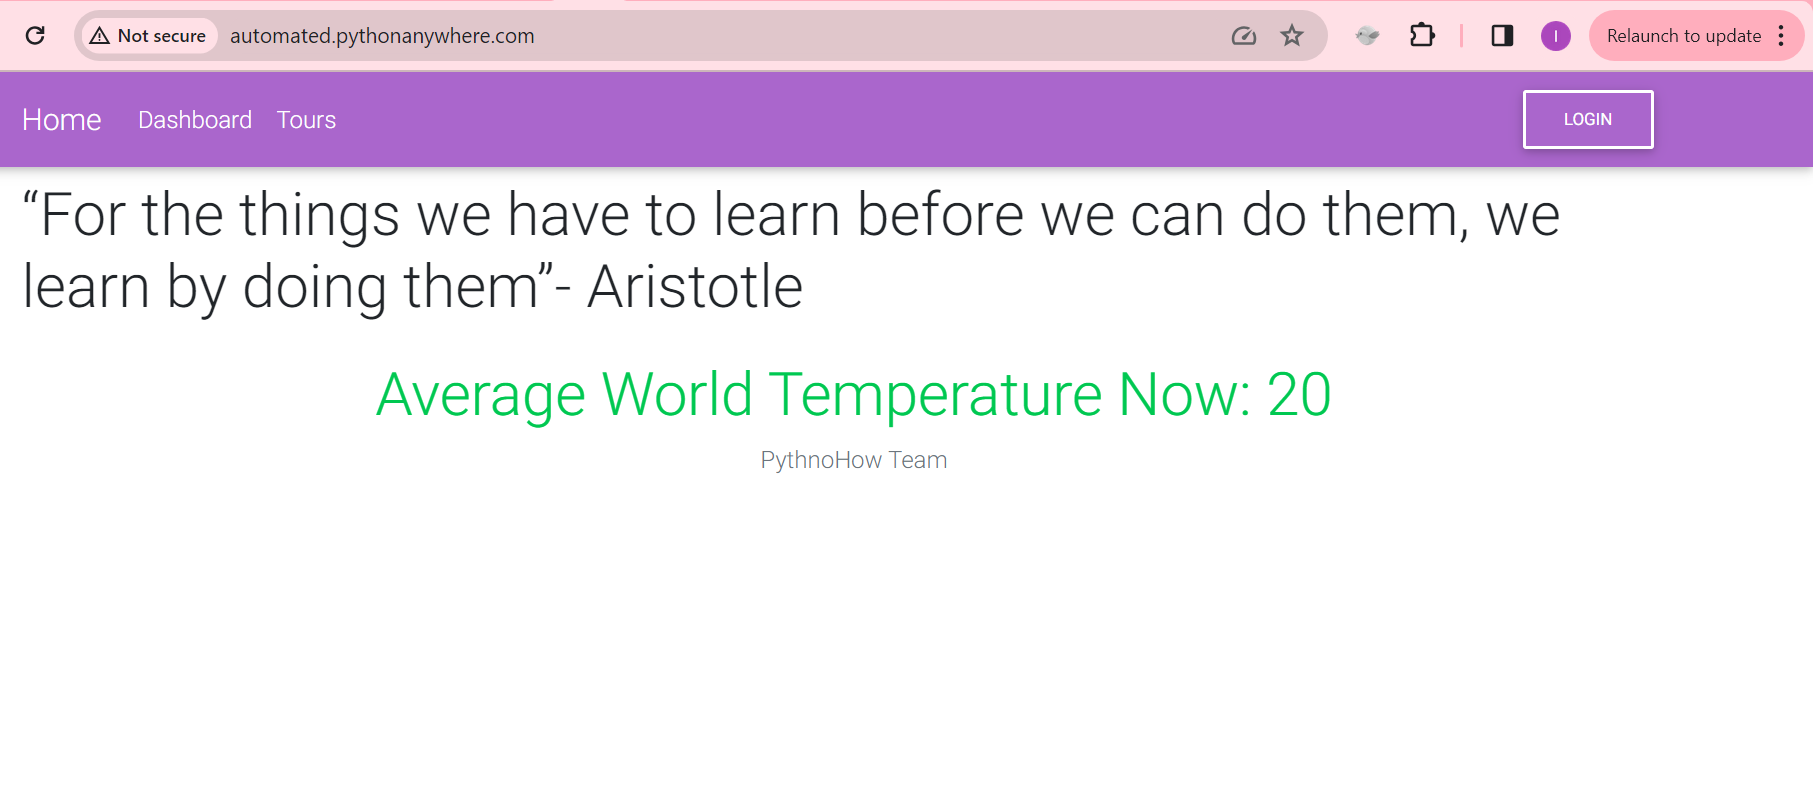 Not secure automated.pythonanywhere.com I Relaunch to update
Home Dashboard Tours LOGIN
“For the things we have to learn before we can do them, we
learn by doing them”- Aristotle
Average World Temperature Now: 20
PythnoHow Team